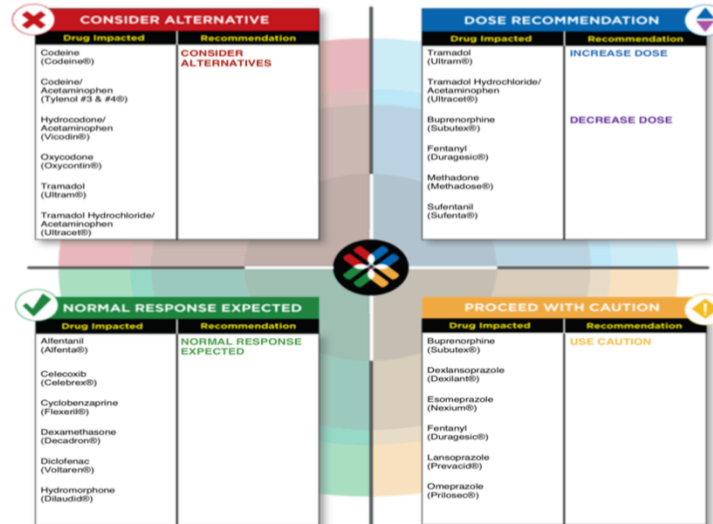 CONSIDER ALTERNATIVE
Drug Impacted Recommendation
Codeine
(Codeine®)
CONSIDER
ALTERNATIVES
Codeine/
Acetaminophen
(Tylenol #3 & #4®)
Hydrocodone/
Acetaminophen
(Vicodin®)
Oxycodone
(Oxycontin®)
Tramadol
(Ultram®)
Tramadol Hydrochloride/
Acetaminophen
(Ultracet®)
DOSE RECOMMENDATION
Drug Impacted Recommendation
Tramadol
(Ultram®)
INCREASE DOSE
Tramadol Hydrochloride/
Acetaminophen
(Ultracet®)
Buprenorphine
(Subutex®)
DECREASE DOSE
Fentanyl
(Duragesic®)
Methadone
(Methadose®)
Sufentanil
(Sufenta®)
NORMAL RESPONSE EXPECTED
Drug Impacted Recommendation
Alfentanil
(Alfenta®)
NORMAL RESPONSE
EXPECTED
Celecoxib
(Celebrex®)
Cyclobenzaprine
(Flexeril®)
Dexamethasone
(Decadron®)
Diclofenac
(Voltaren®)
Hydromorphone
(Dilaudid®)
PROCEED WITH CAUTION
Drug Impacted Recommendation
Buprenorphine
(Subutex®)
USE CAUTION
Dexlansoprazole
(Dexilant®)
Esomeprazole
(Nexium®)
Fentanyl
(Duragesic®)
Lansoprazole
(Prevacid®)
Omeprazole
(Prilosec®)